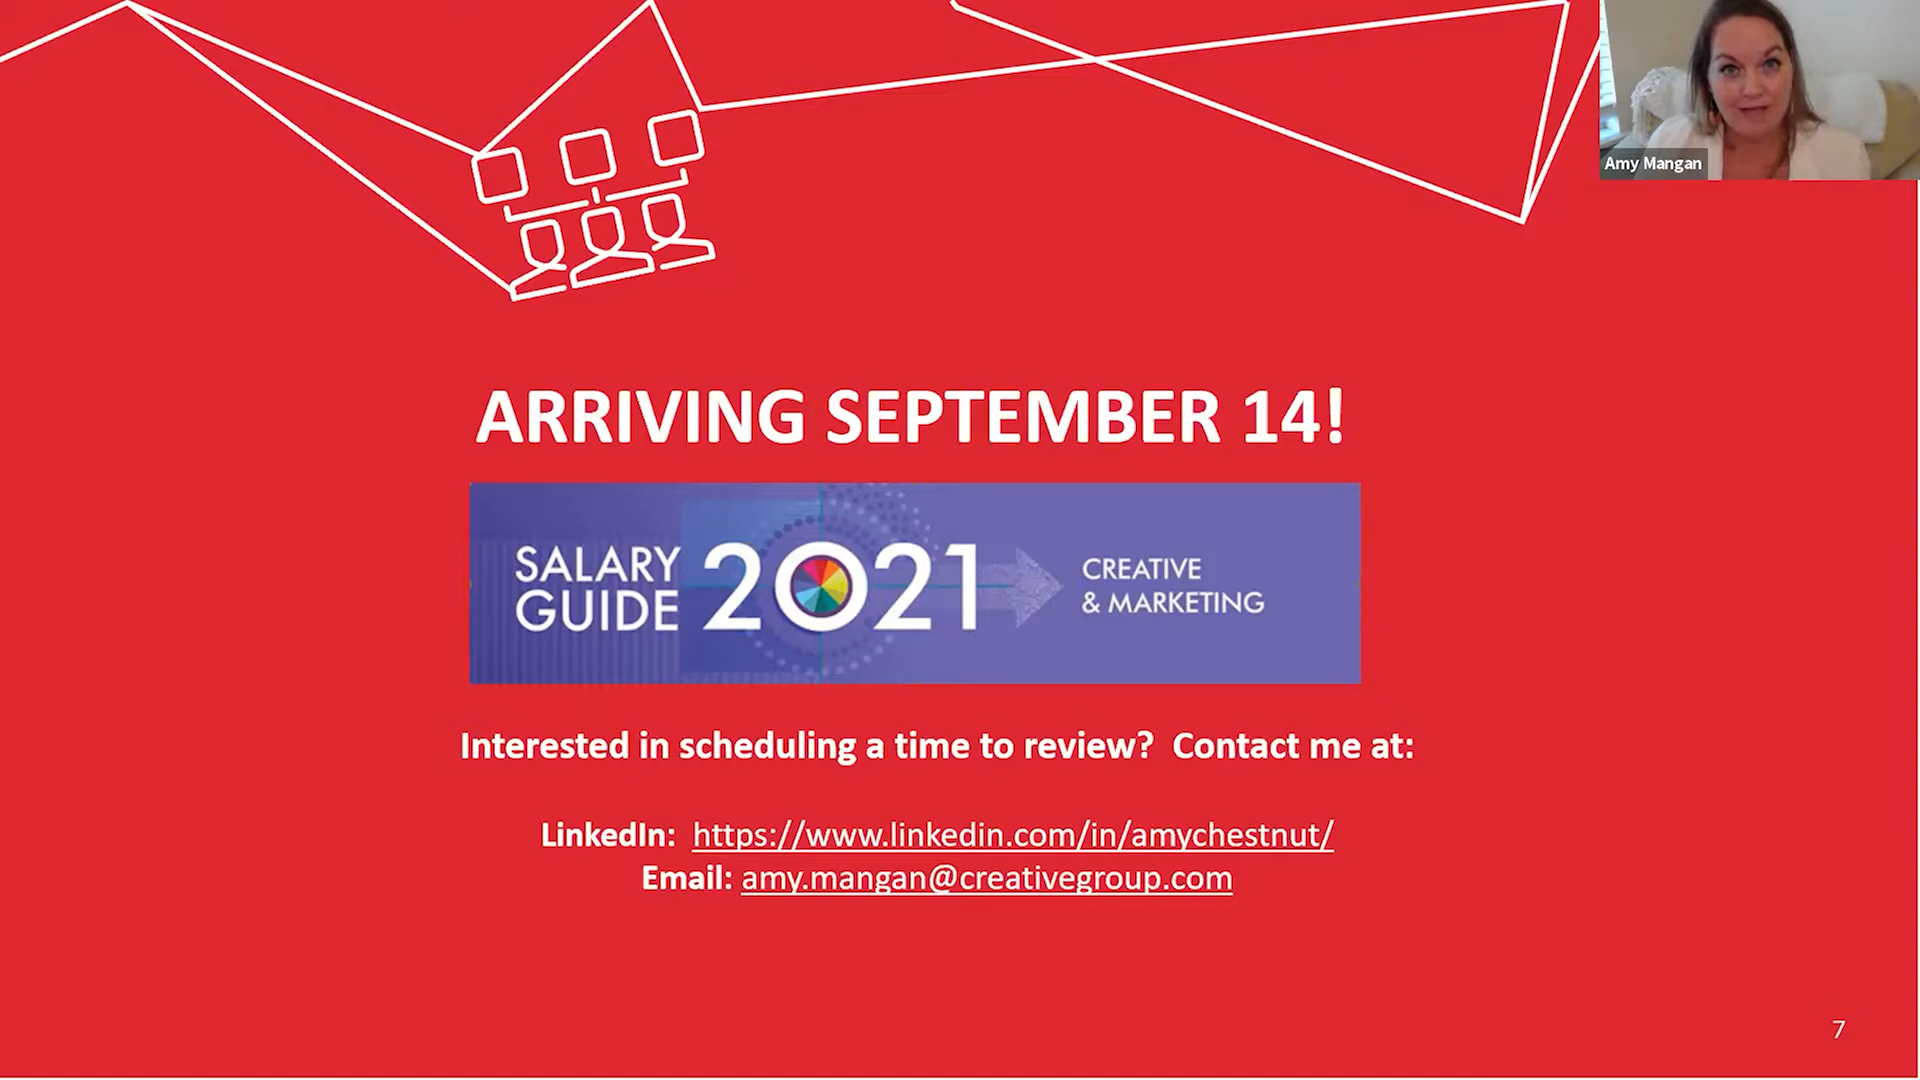 Amy Mangan
ARRIVING SEPTEMBER 14!
SALARY
GUIDE
2021
CREATIVE
& MARKETING
Interested in scheduling a time to review?  Contact me at:
LinkedIn:  https://www.linkedin.com/in/amychestnut/
Email: amy.mangan@creativegroup.com
7